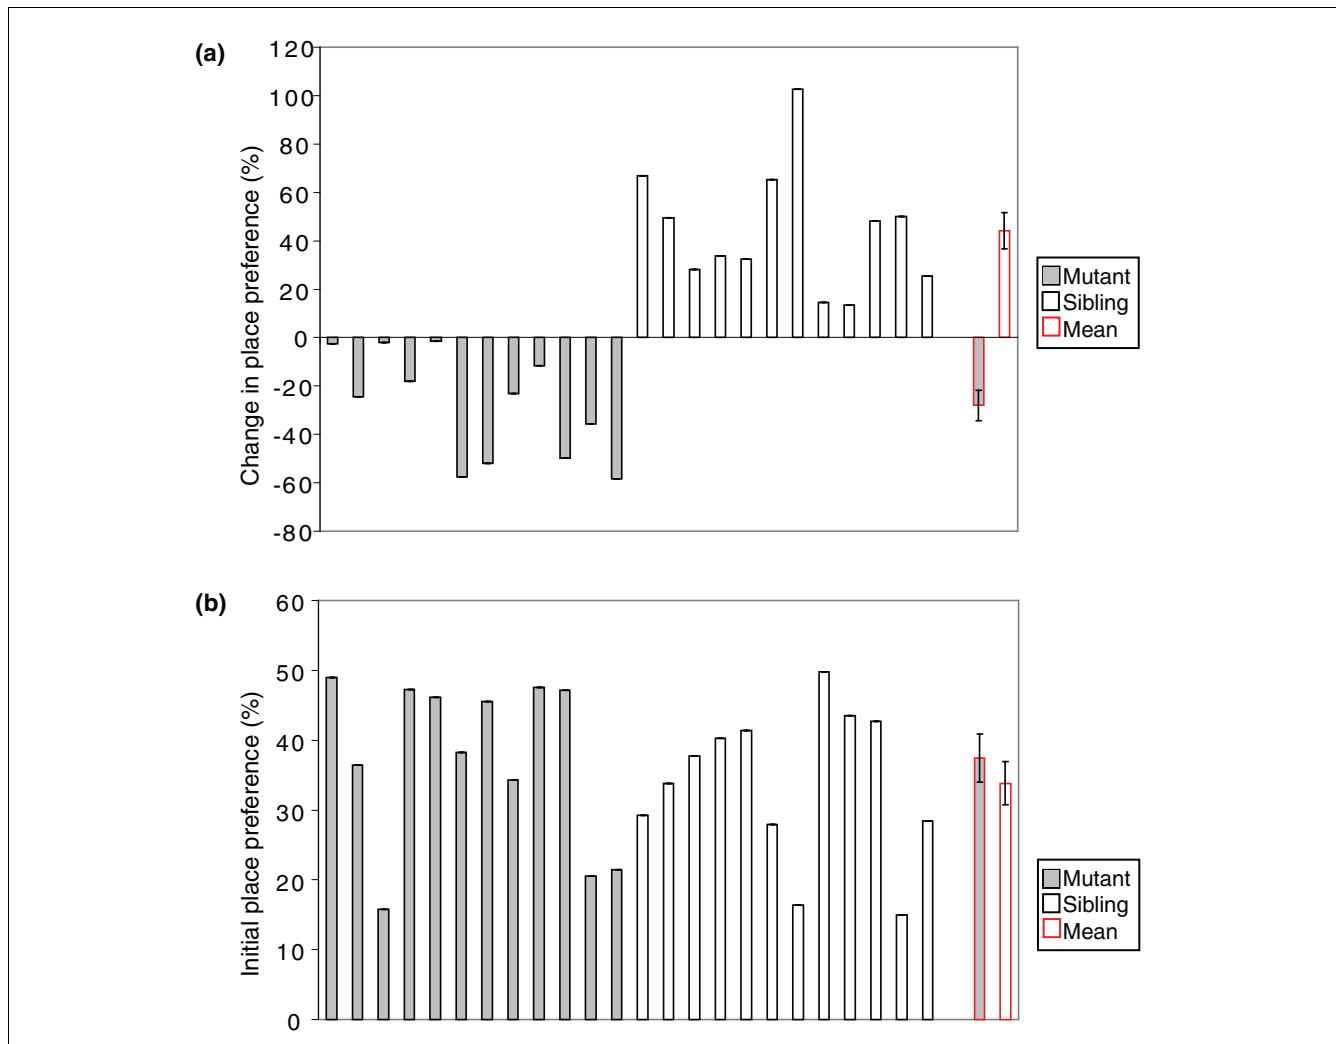 (a)
Change in place preference (%)
120
100
80
60
40
20
0
-20
-40
-60
-80
Mutant
Sibling
Mean
(b)
Initial place preference (%)
60
50
40
30
20
10
0
Mutant
Sibling
Mean